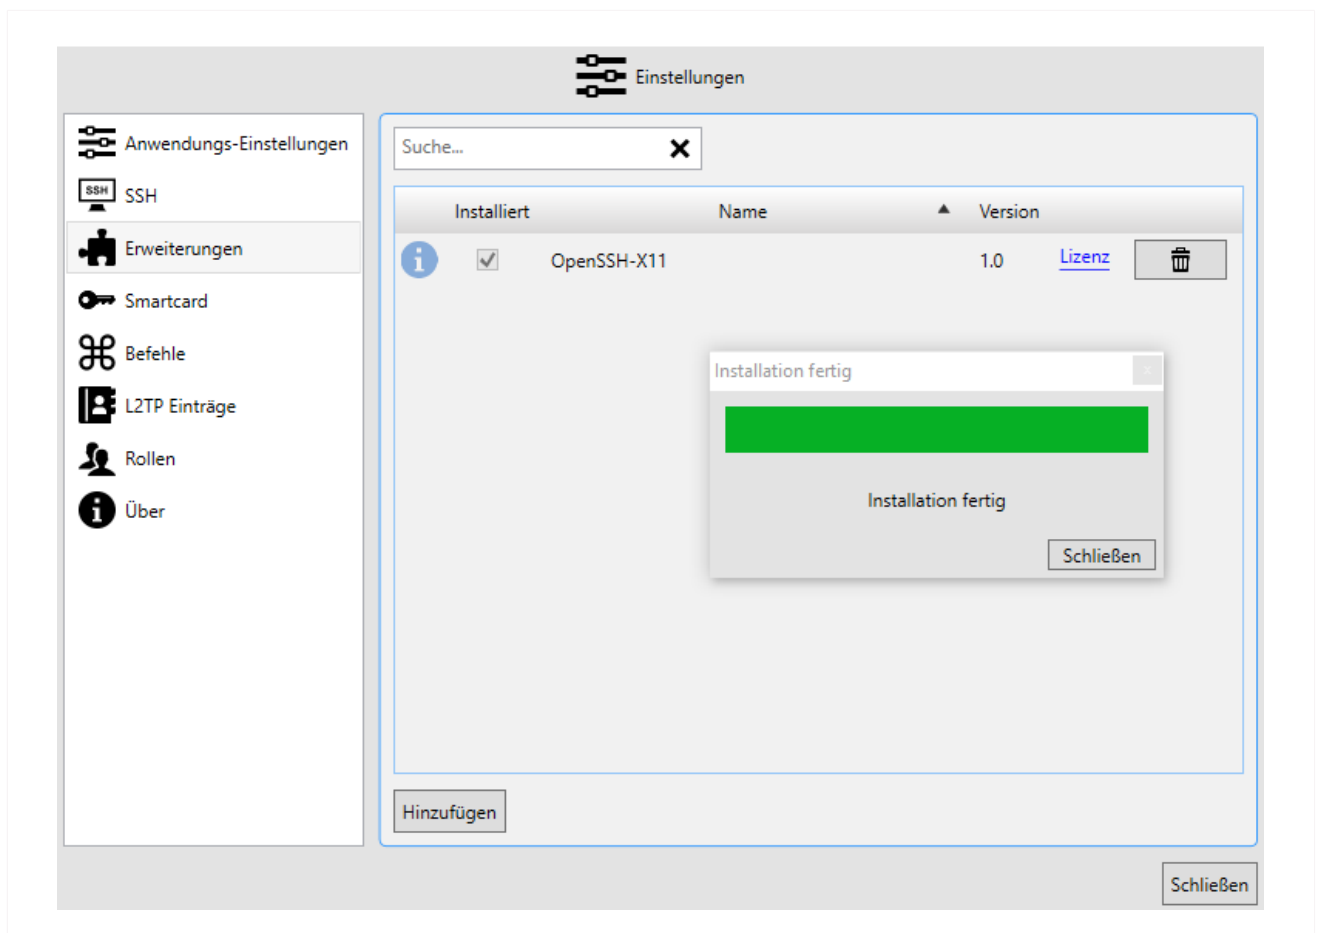 Einstellungen
Anwendungs-Einstellungen
SSH
SSH
Erweiterungen
Smartcard
Befehle
L2TP Einträge
Rollen
Über
Suche...
Installiert Name Version
OpenSSH-X11 1.0 Lizenz
Installation fertig
Installation fertig
Schließen
Hinzufügen
Schließen